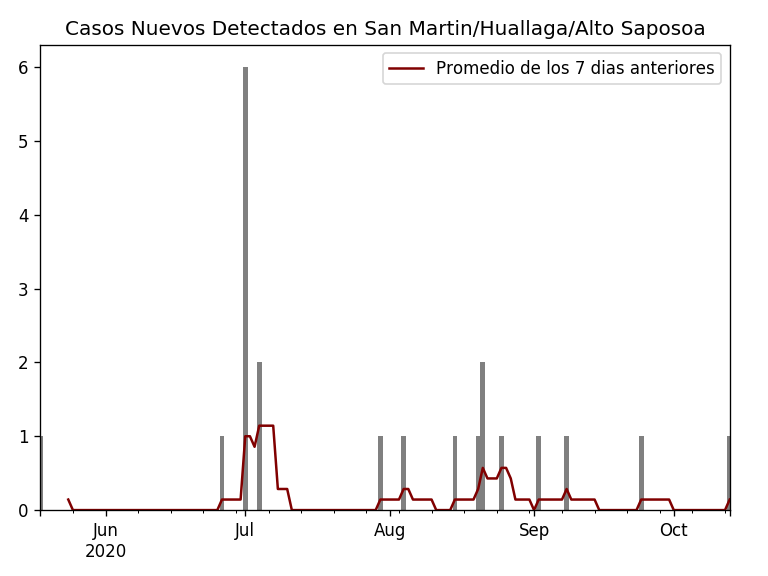 Casos Nuevos Detectados en San Martin/Huallaga/Alto Saposoa
Promedio de los 7 dias anteriores
6
5
4
3
2
1
0
Jun Jul Aug Sep Oct
2020